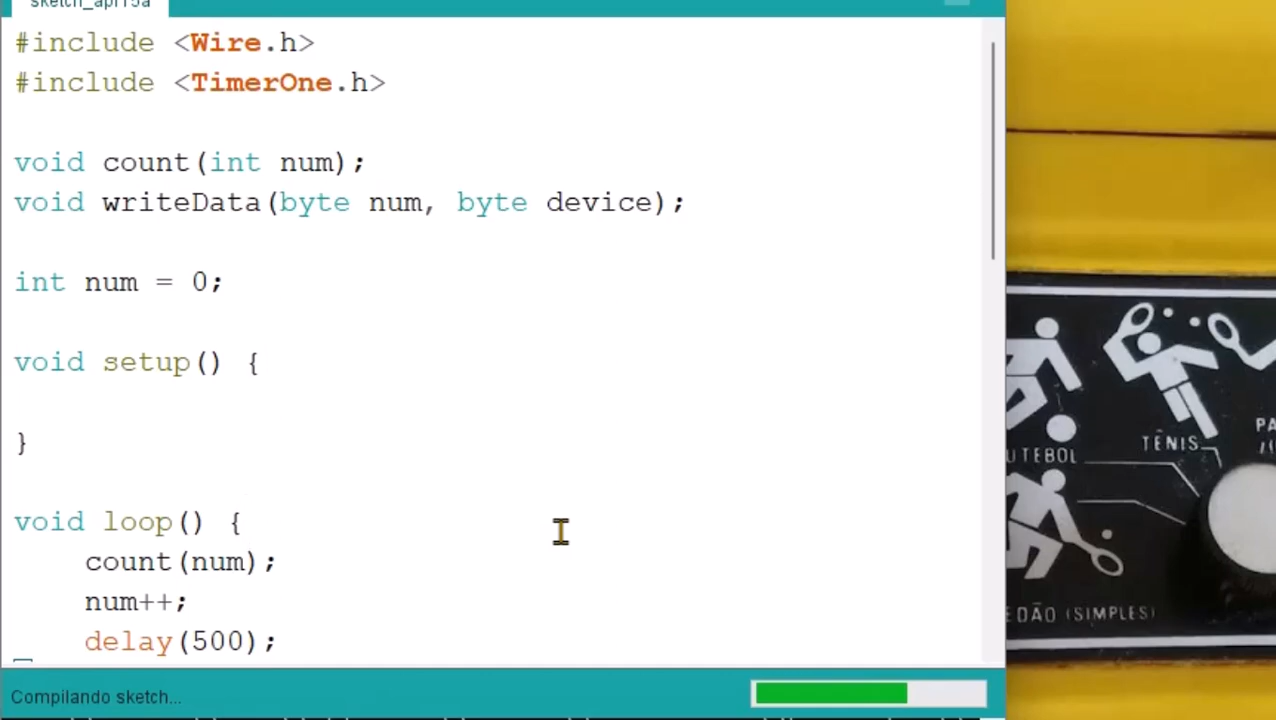 #include <Wire.h>
#include <TimerOne.h>
void count(int num);
void writeData(byte num, byte device);
int num = 0;
void setup() {
}
void loop() {
count(num);
num++;
delay(500);
Compilando sketch...
TÊNIS
UTEBOL
EDÃO (SIMPLES)